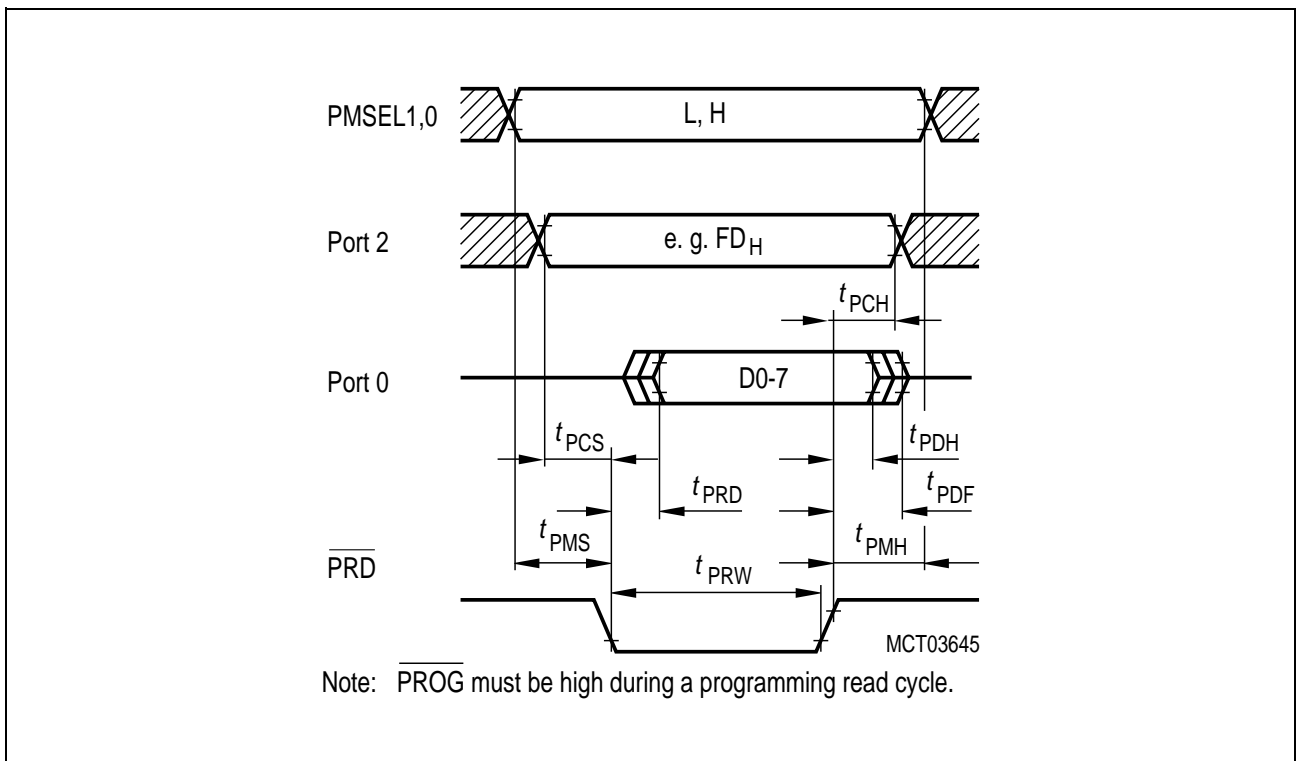 PMSEL1,0
L, H
Port 2
e. g. FDH
tPCH
Port 0
D0-7
tPCS
tPDH
tPRD
tPDF
tPMS
tPMH
PRD
tPRW
MCT03645
Note: PROG must be high during a programming read cycle.